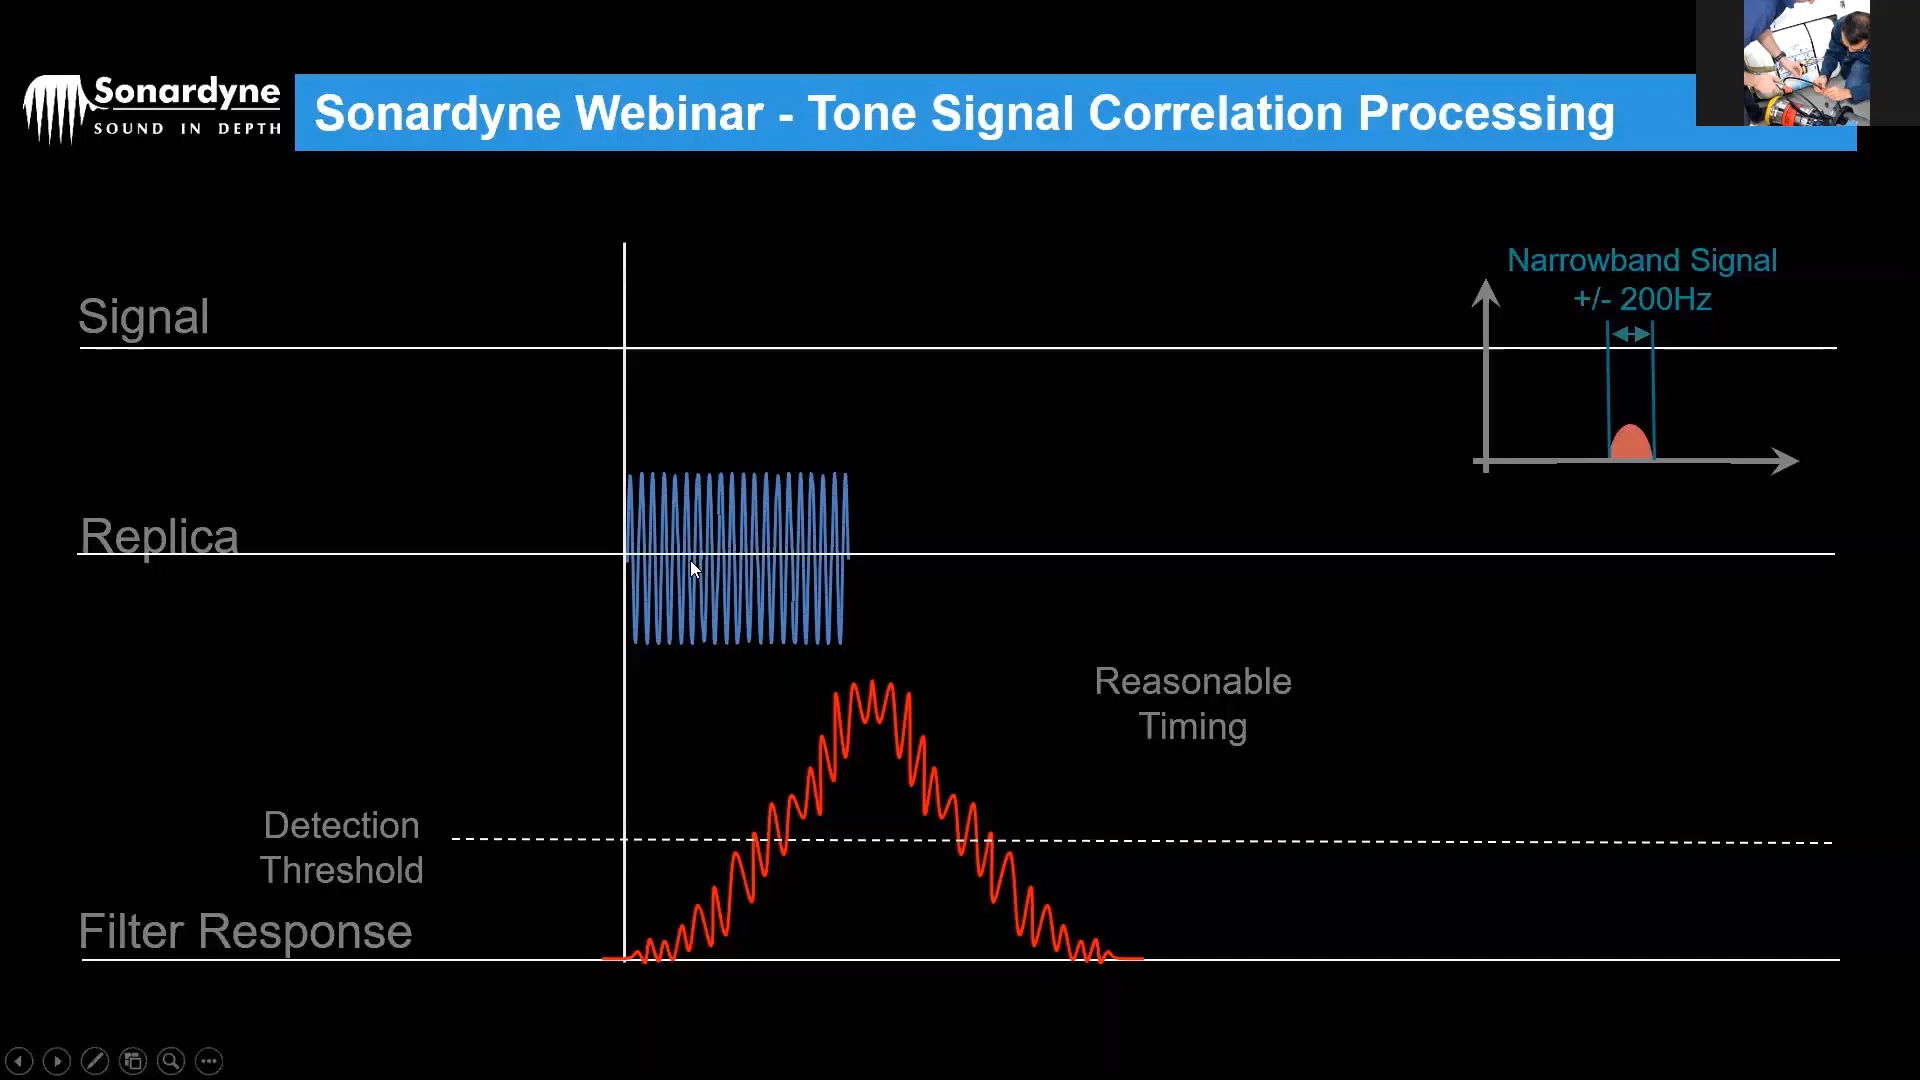 Sonardyne
SOUND IN DEPTH
Sonardyne Webinar - Tone Signal Correlation Processing
Narrowband Signal
+/- 200Hz
Signal
Replica
Reasonable
Timing
Detection
Threshold
Filter Response